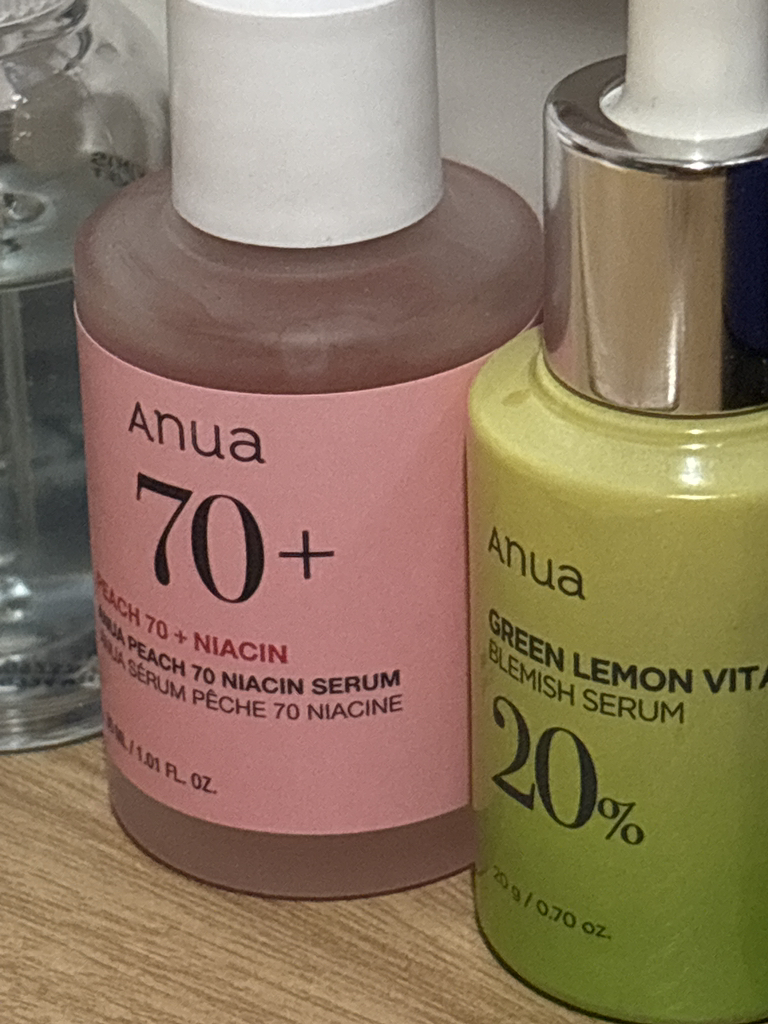 Anua
70+
PEACH 70 + NIACIN
ANUA PEACH 70 NIACIN SERUM
ANUA SÉRUM PÊCHE 70 NIACINE
ML / 1.01 FL. OZ.
Anua
GREEN LEMON VITA
BLEMISH SERUM
20%
20 g / 0.70 oz.